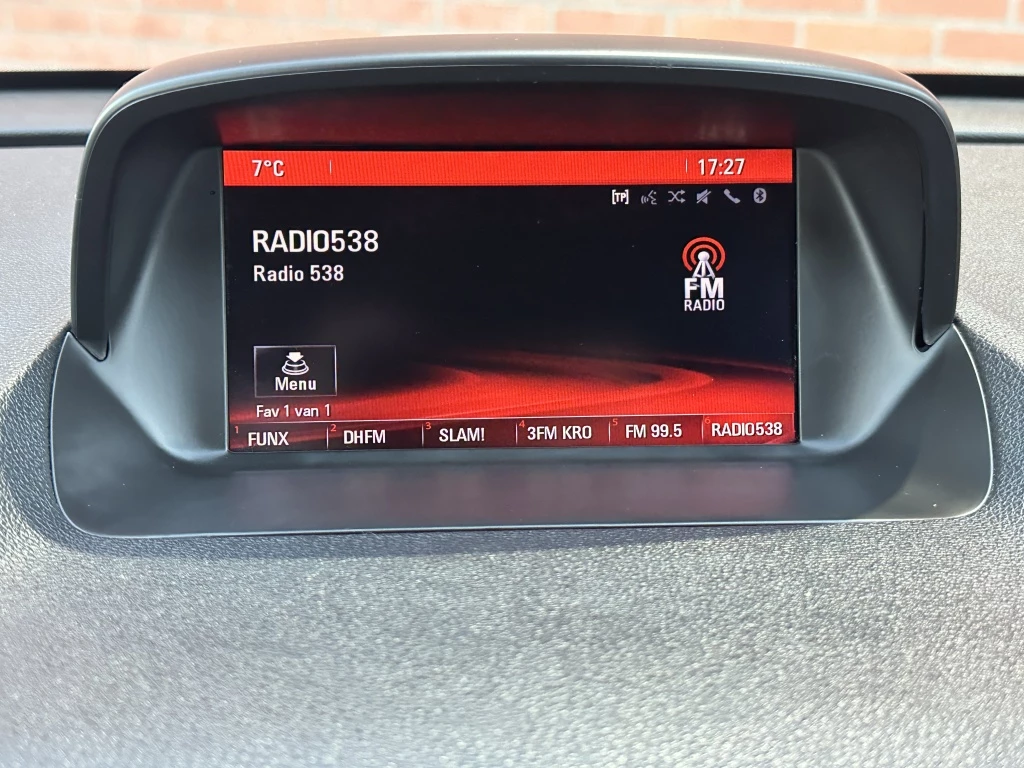 7°C 17:27
[TP]
RADIO538
Radio 538
FM
RADIO
Menu
Fav 1 van 1
1 FUNX 2 DHFM 3 SLAM! 4 3FM KRO 5 FM 99.5 6 RADIO538